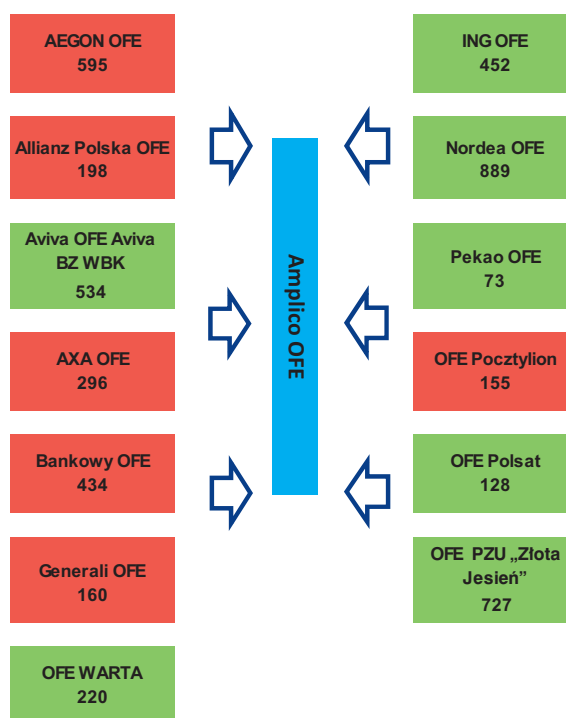 AEGON OFE
595
Allianz Polska OFE
198
Aviva OFE Aviva
BZ WBK
534
AXA OFE
296
Bankowy OFE
434
Generali OFE
160
OFE WARTA
220
Amplico OFE
ING OFE
452
Nordea OFE
889
Pekao OFE
73
OFE Pocztylion
155
OFE Polsat
128
OFE PZU „Złota
Jesień”
727